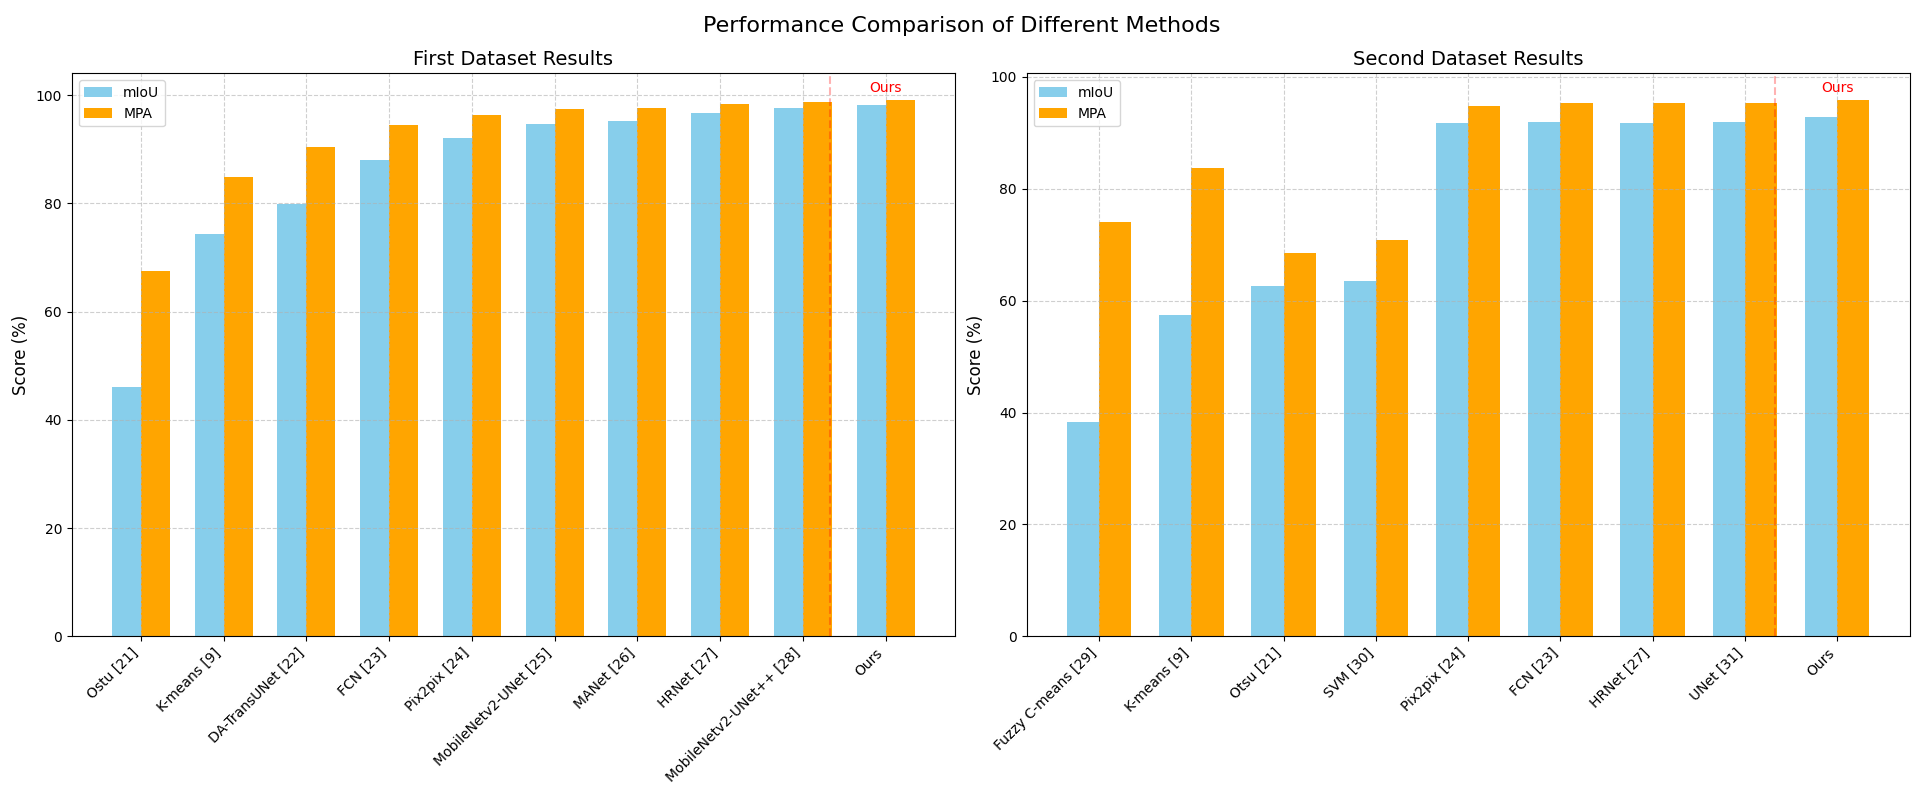 Performance Comparison of Different Methods
First Dataset Results
mIoU
MPA
Ours
Score (%)
100
80
60
40
20
0
Ostu [21]
K-means [9]
DA-TransUNet [22]
FCN [23]
Pix2pix [24]
MobileNetv2-UNet [25]
MANet [26]
HRNet [27]
MobileNetv2-UNet++ [28]
Ours
Second Dataset Results
mIoU
MPA
Ours
Score (%)
100
80
60
40
20
0
Fuzzy C-means [29]
K-means [9]
Otsu [21]
SVM [30]
Pix2pix [24]
FCN [23]
HRNet [27]
UNet [31]
Ours